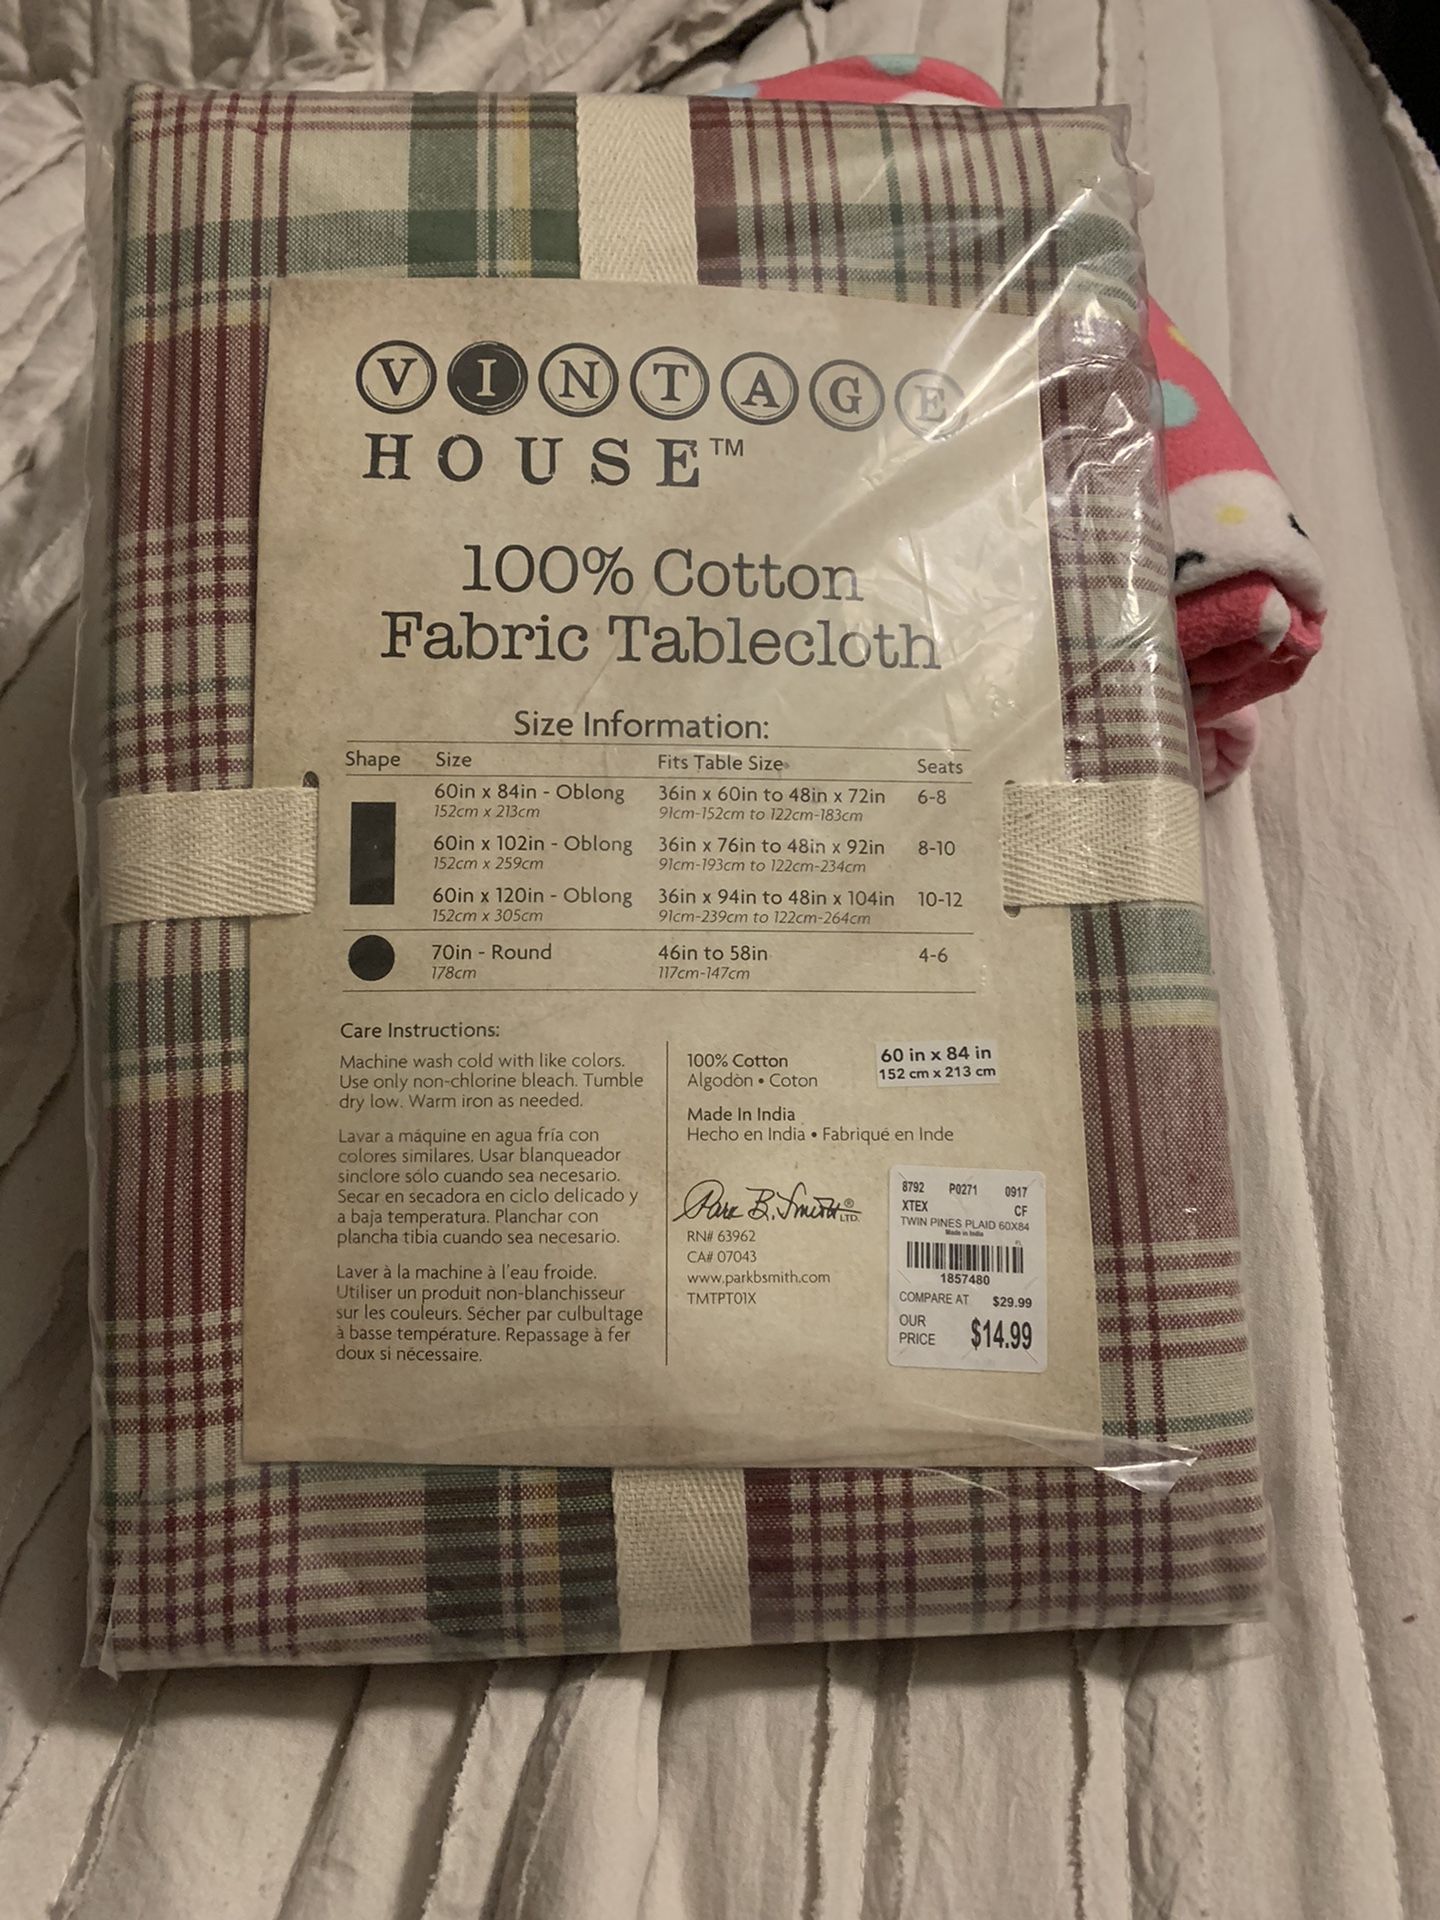 VINTAGE
HOUSE™
100% Cotton
Fabric Tablecloth
Size Information:
Shape Size Fits Table Size Seats
60in x 84in - Oblong 36in x 60in to 48in x 72in 6-8
152cm x 213cm 91cm-152cm to 122cm-183cm
60in x 102in - Oblong 36in x 76in to 48in x 92in 8-10
152cm x 259cm 91cm-193cm to 122cm-234cm
60in x 120in - Oblong 36in x 94in to 48in x 104in 10-12
152cm x 305cm 91cm-239cm to 122cm-264cm
70in - Round 46in to 58in 4-6
178cm 117cm-147cm
Care Instructions:
Machine wash cold with like colors.
Use only non-chlorine bleach. Tumble
dry low. Warm iron as needed.
Lavar a máquine en agua fría con
colores similares. Usar blanqueador
sinclore sólo cuando sea necesario.
Secar en secadora en ciclo delicado y
a baja temperatura. Planchar con
plancha tibia cuando sea necesario.
Laver à la machine à l'eau froide.
Utiliser un produit non-blanchisseur
sur les couleurs. Sécher par culbultage
à basse température. Repassage à fer
doux si nécessaire.
100% Cotton
Algodòn • Coton
60 in x 84 in
152 cm x 213 cm
Made In India
Hecho en India • Fabriqué en Inde
Park B. Smith® LTD.
RN# 63962
CA# 07043
www.parkbsmith.com
TMTPT01X
8792 P0271 0917
XTEX CF
TWIN PINES PLAID 60X84
Made in India
1857480
COMPARE AT $29.99
OUR
PRICE $14.99